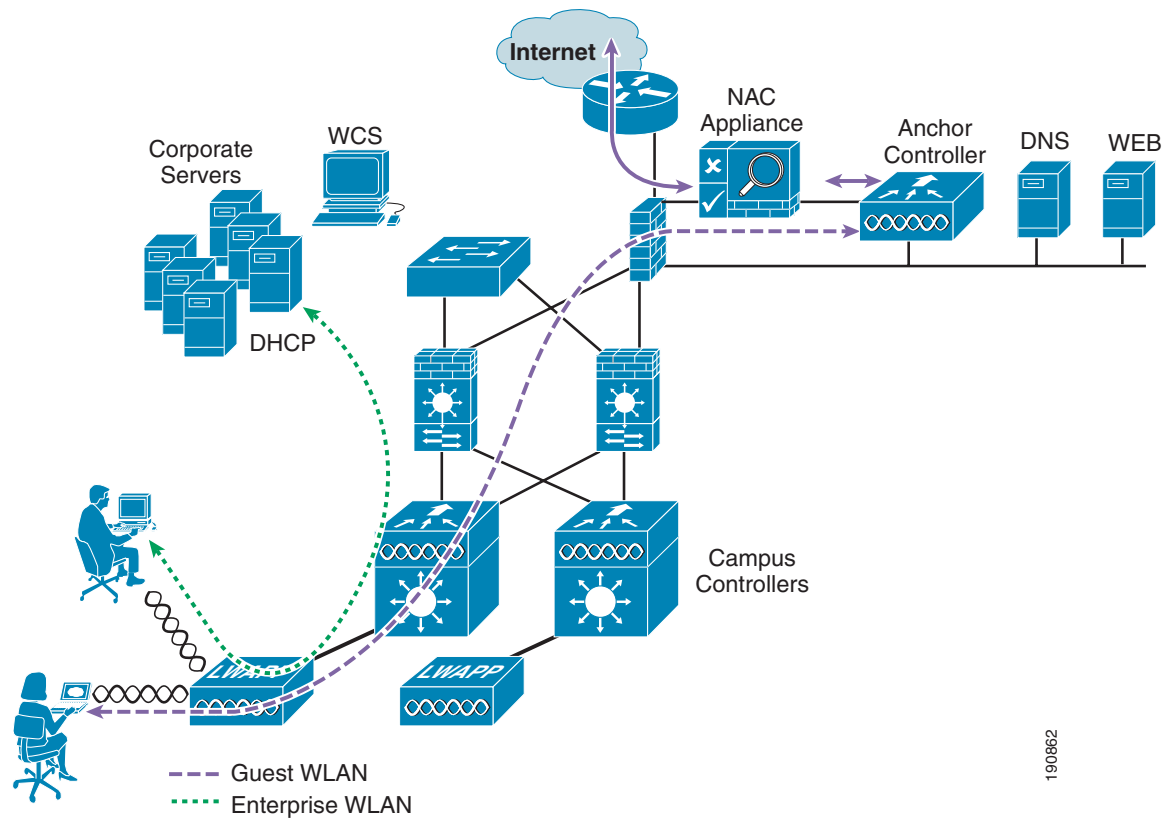 Internet
NAC
Appliance
Anchor
Controller
DNS
WEB
WCS
Corporate
Servers
DHCP
Campus
Controllers
LWAPP
LWAPP
190862
Guest WLAN
Enterprise WLAN